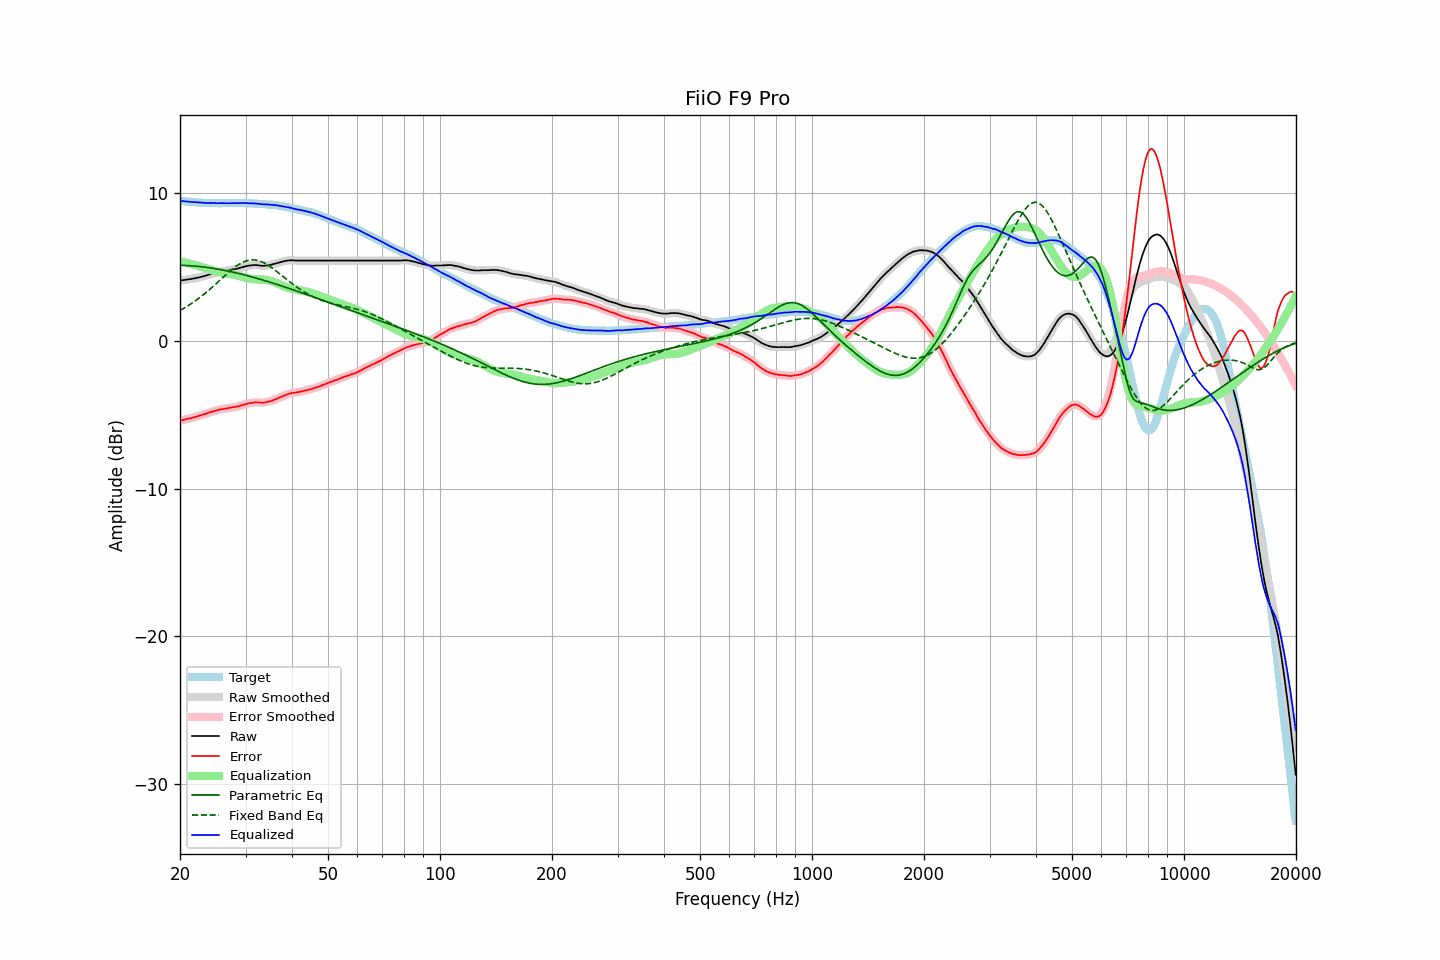 FiiO F9 Pro
Amplitude (dBr)
10
0
−10
−20
−30
Target
Raw Smoothed
Error Smoothed
Raw
Error
Equalization
Parametric Eq
Fixed Band Eq
Equalized
20 50 100 200 500 1000 2000 5000 10000 20000
Frequency (Hz)